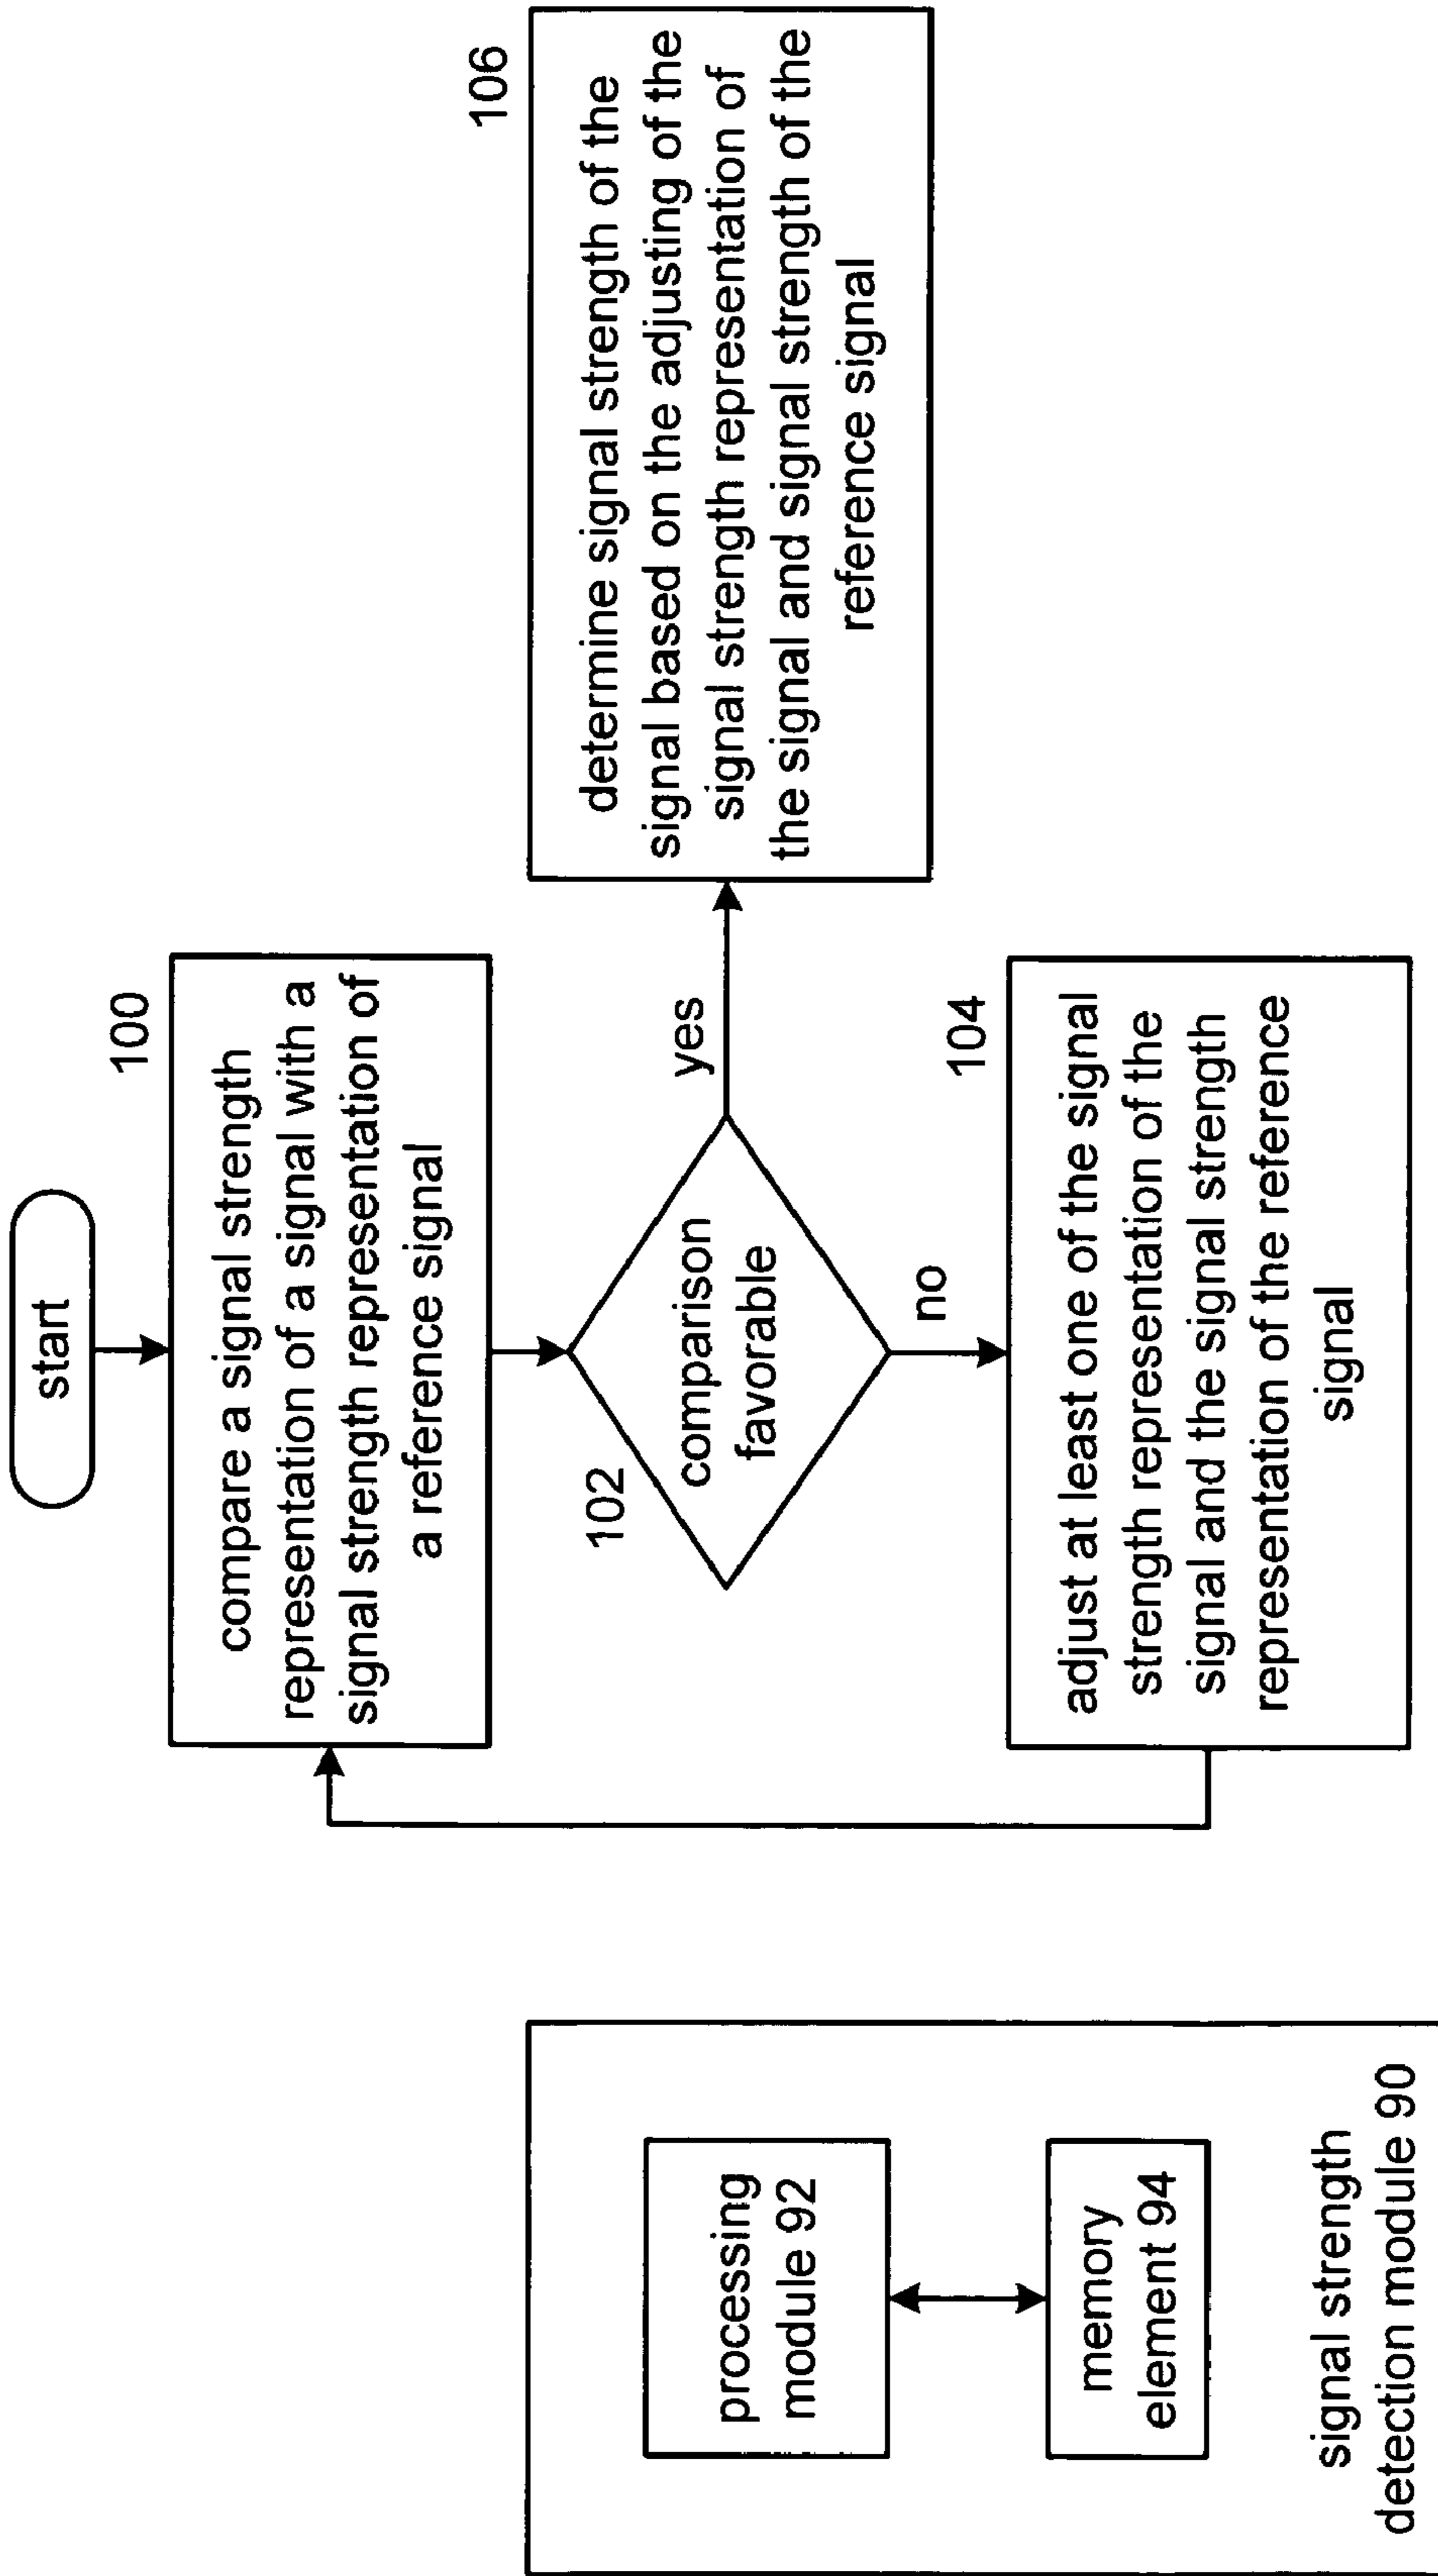 processing
module 92
memory
element 94
signal strength
detection module 90
start
100
compare a signal strength
representation of a signal with a
signal strength representation of
a reference signal
102
comparison
favorable
yes
no
104
adjust at least one of the signal
strength representation of the
signal and the signal strength
representation of the reference
signal
106
determine signal strength of the
signal based on the adjusting of the
signal strength representation of
the signal and signal strength of the
reference signal